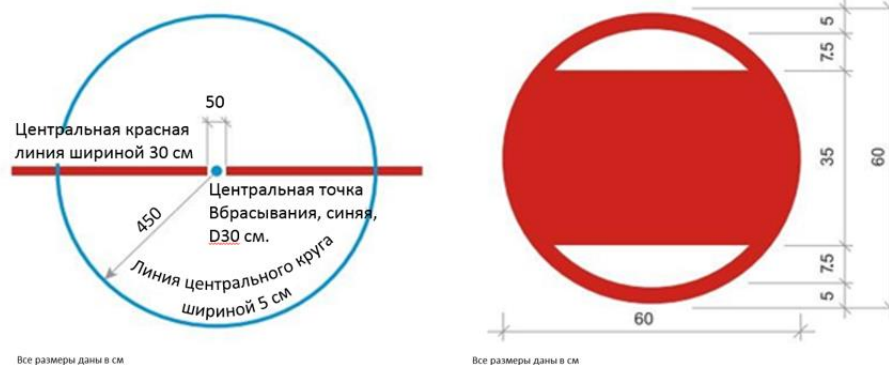 50
Центральная красная
линия шириной 30 см
Центральная точка
Вбрасывания, синяя,
D30 см.
450
Линия центрального круга
шириной 5 см
Все размеры даны в см
5
7.5
35
60
7.5
5
60
Все размеры даны в см